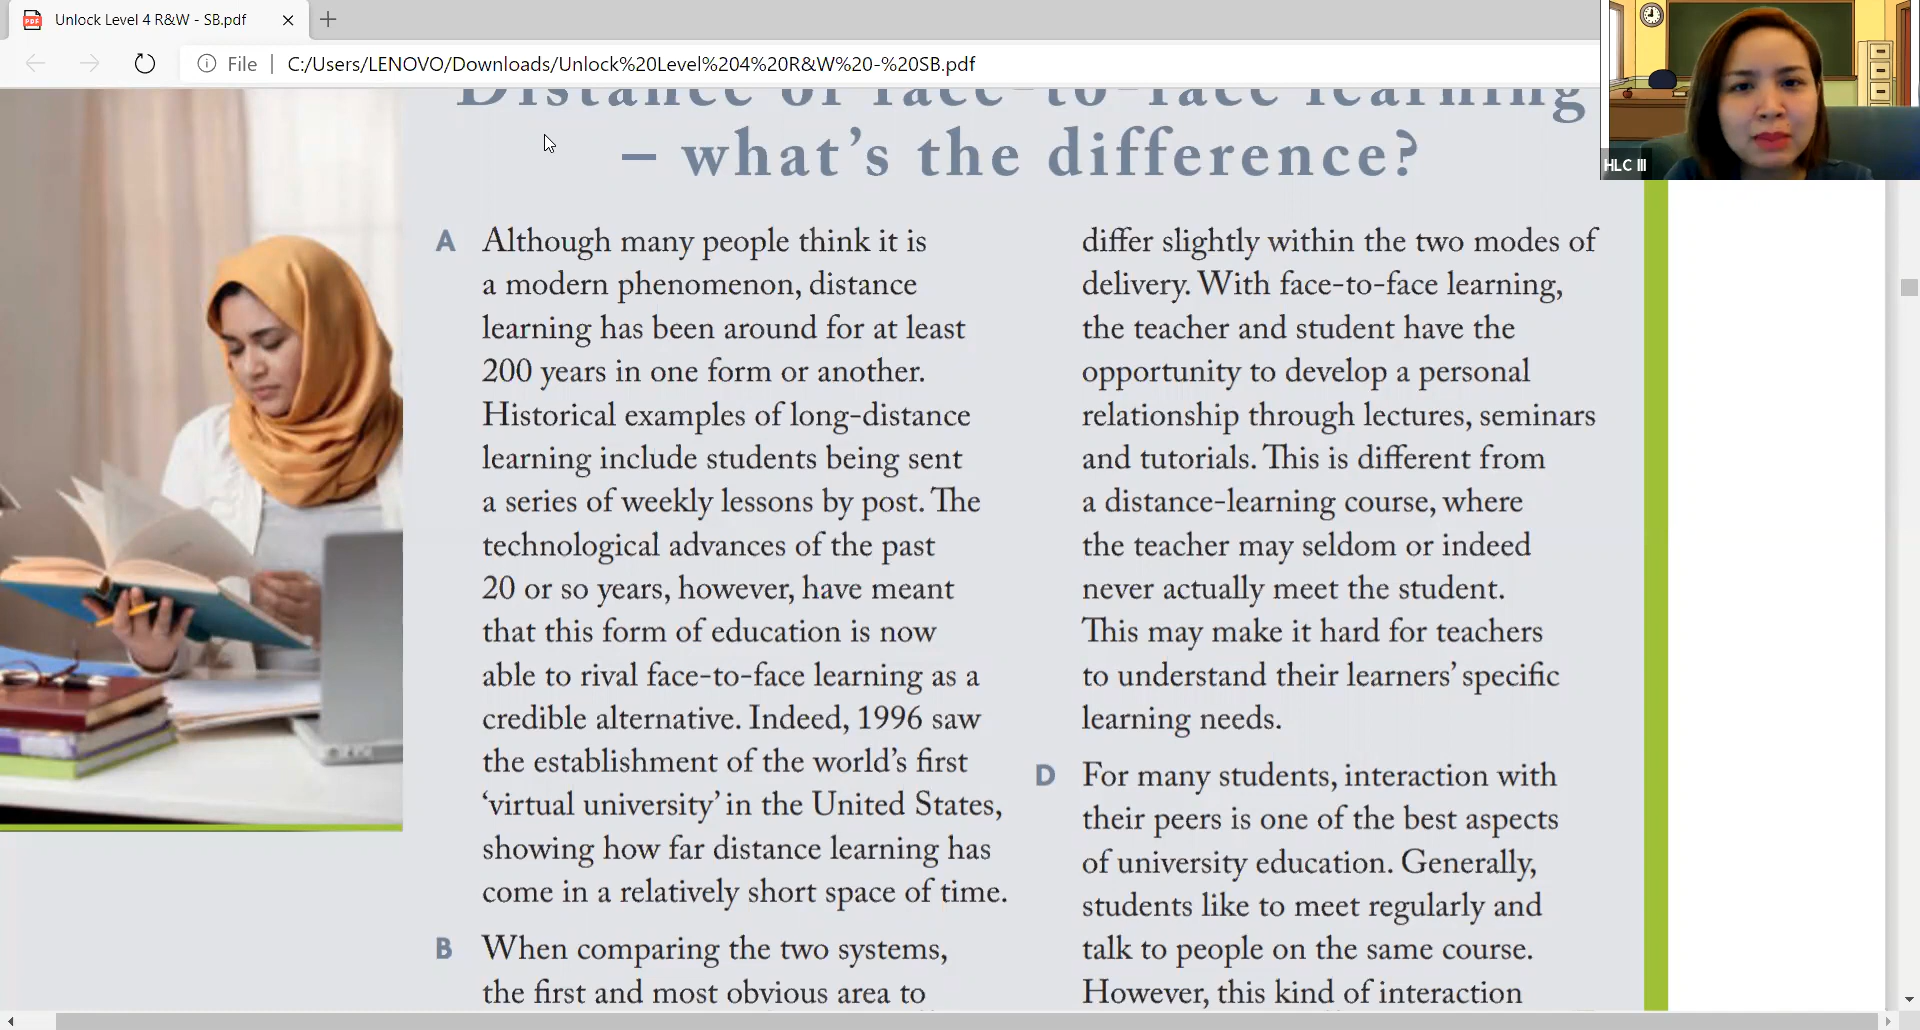 Unlock Level 4 R&W - SB.pdf
File
C:/Users/LENOVO/Downloads/Unlock%20Level%204%20R&W%20-%20SB.pdf
HLC III
Distance or face-to-face learning
– what’s the difference?
A Although many people think it is
a modern phenomenon, distance
learning has been around for at least
200 years in one form or another.
Historical examples of long-distance
learning include students being sent
a series of weekly lessons by post. The
technological advances of the past
20 or so years, however, have meant
that this form of education is now
able to rival face-to-face learning as a
credible alternative. Indeed, 1996 saw
the establishment of the world’s first
‘virtual university’ in the United States,
showing how far distance learning has
come in a relatively short space of time.
B When comparing the two systems,
the first and most obvious area to
differ slightly within the two modes of
delivery. With face-to-face learning,
the teacher and student have the
opportunity to develop a personal
relationship through lectures, seminars
and tutorials. This is different from
a distance-learning course, where
the teacher may seldom or indeed
never actually meet the student.
This may make it hard for teachers
to understand their learners’ specific
learning needs.
D For many students, interaction with
their peers is one of the best aspects
of university education. Generally,
students like to meet regularly and
talk to people on the same course.
However, this kind of interaction